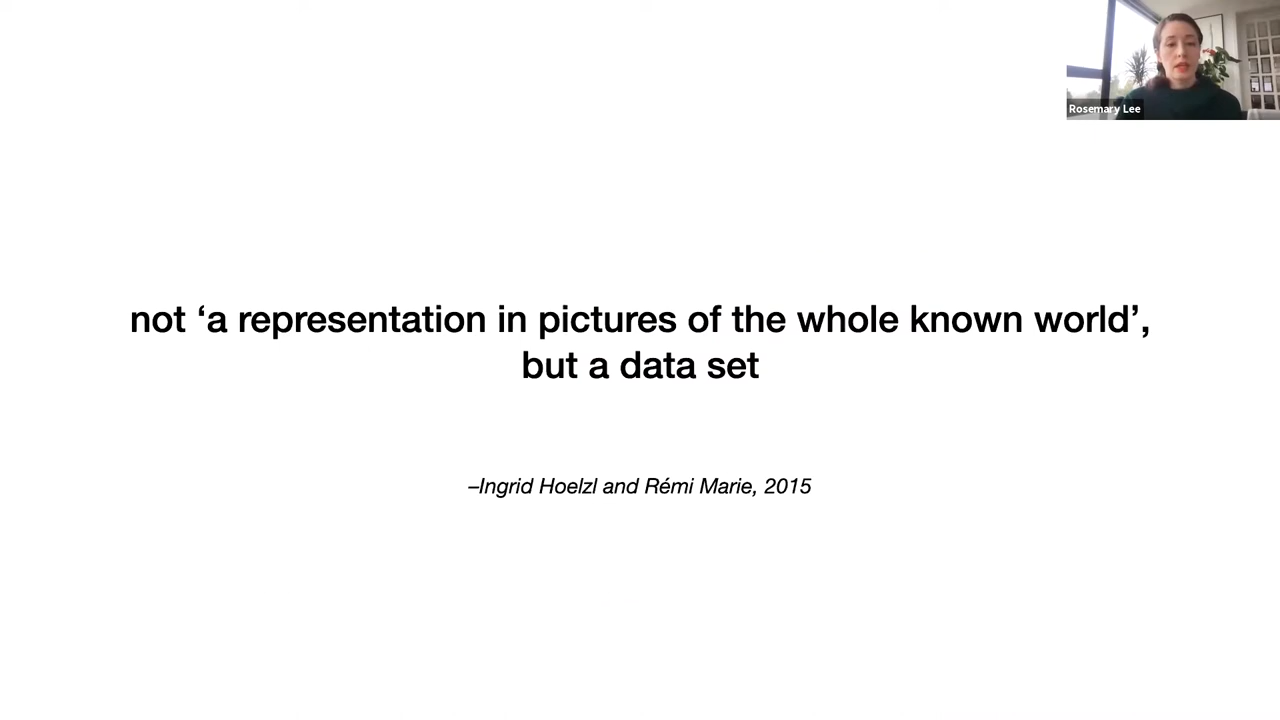 Rosemary Lee
not ‘a representation in pictures of the whole known world’,
but a data set
–Ingrid Hoelzl and Rémi Marie, 2015